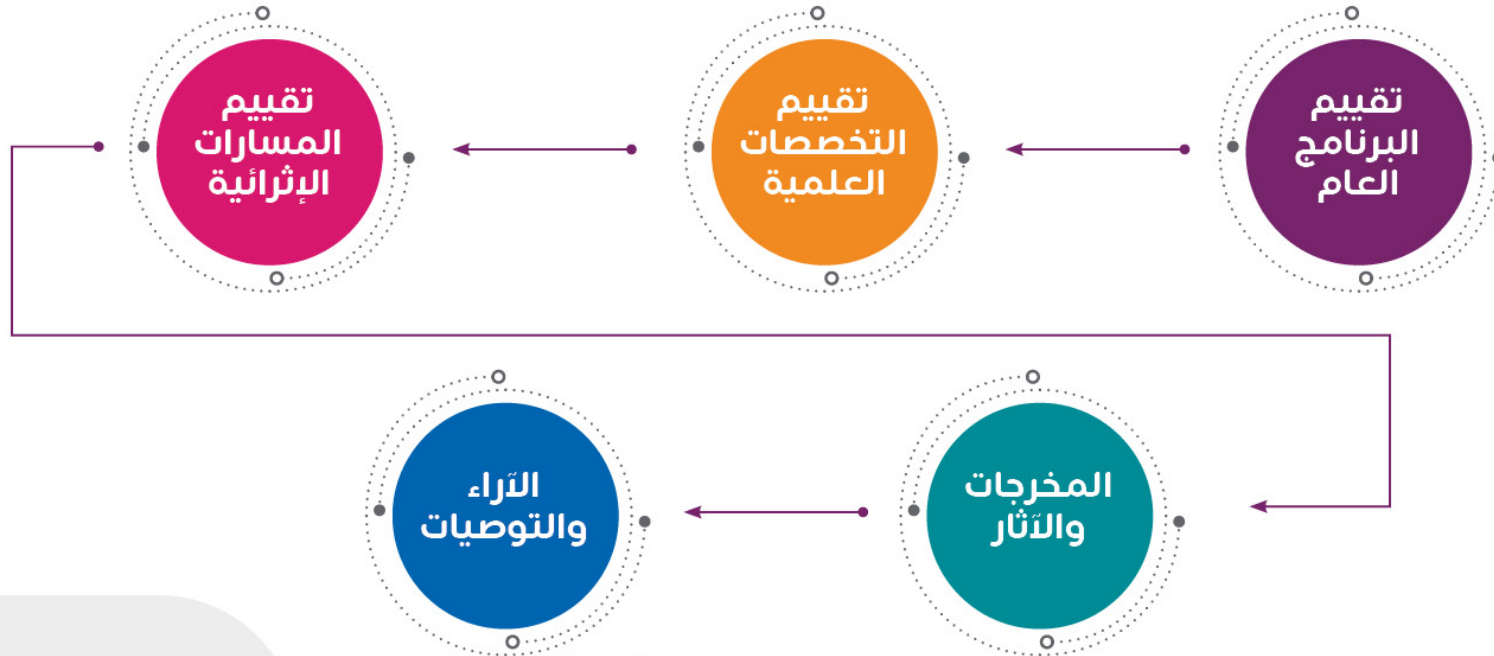 تقييم
البرنامج
العام
تقييم
التخصصات
العلمية
تقييم
المسارات
الإثرائية
المخرجات
والآثار
الآراء
والتوصيات